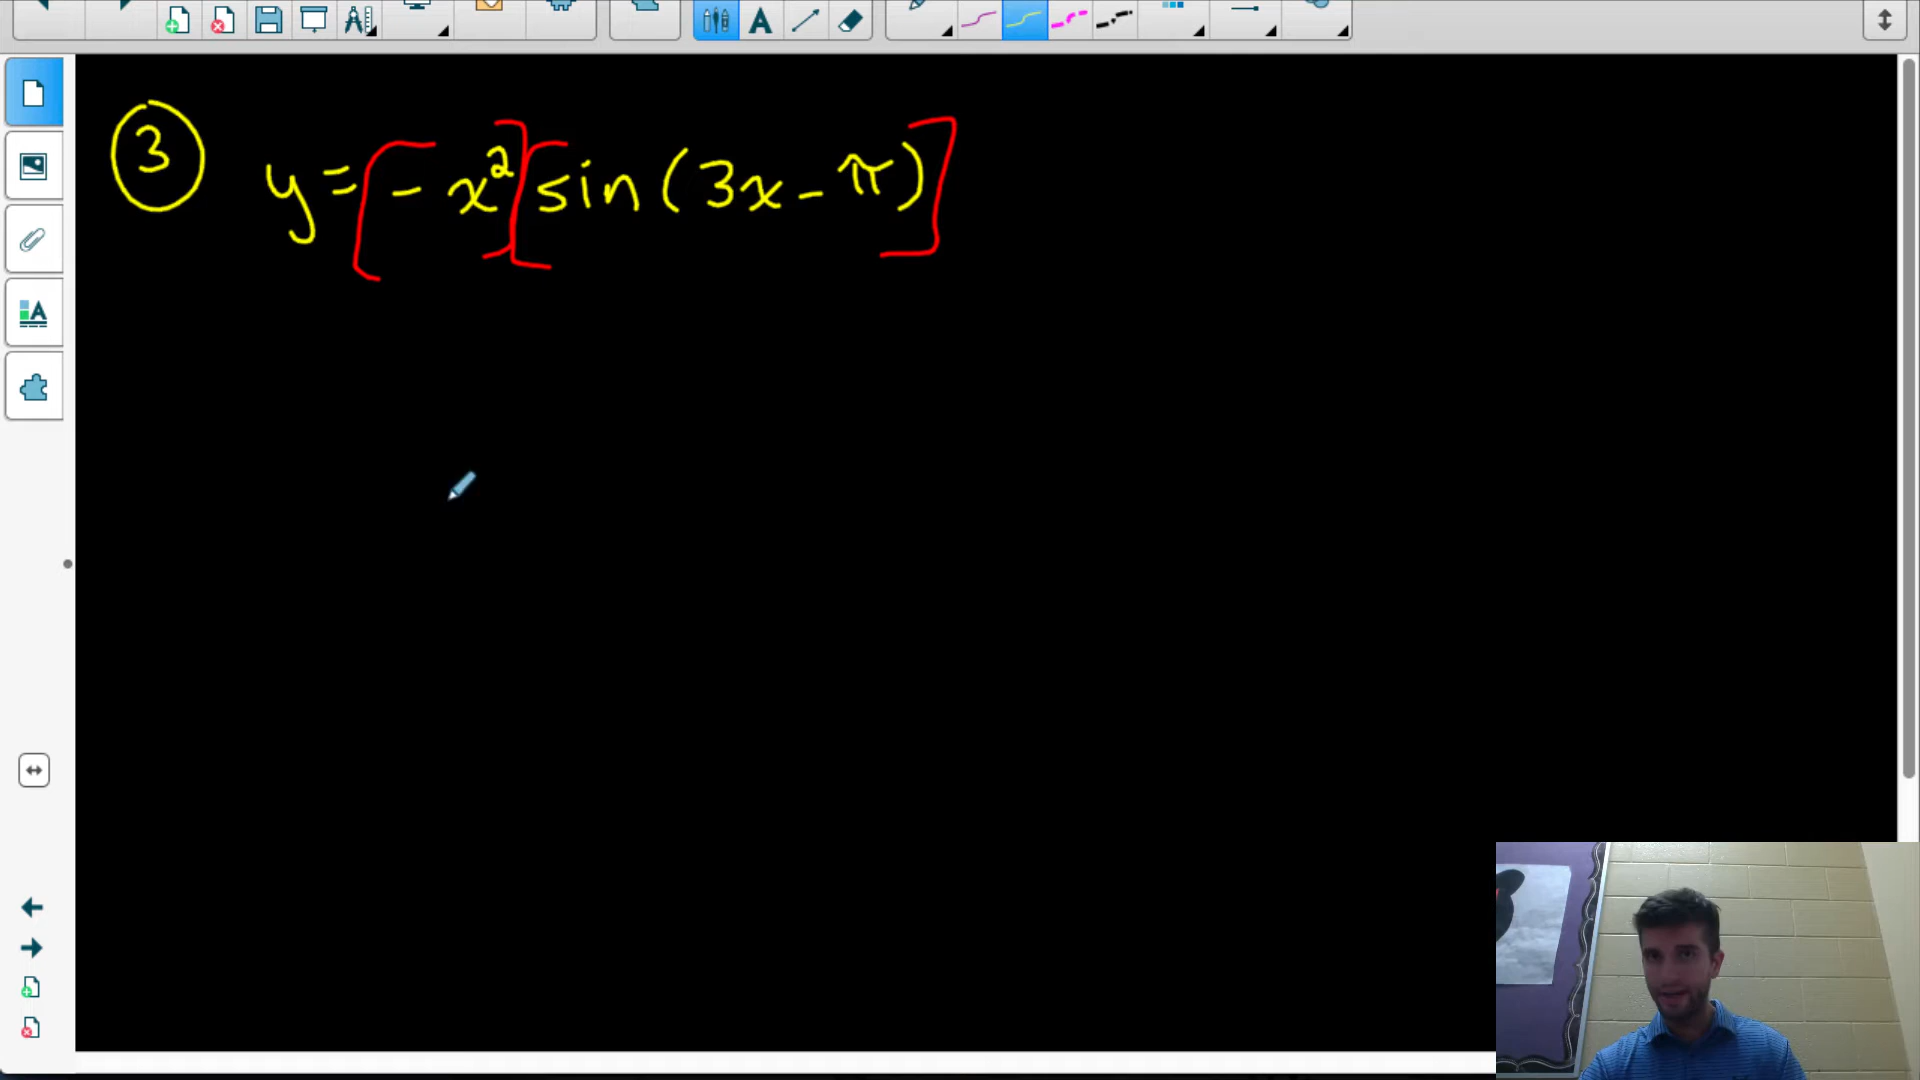 ③ y = [- x²][sin(3x - π)]